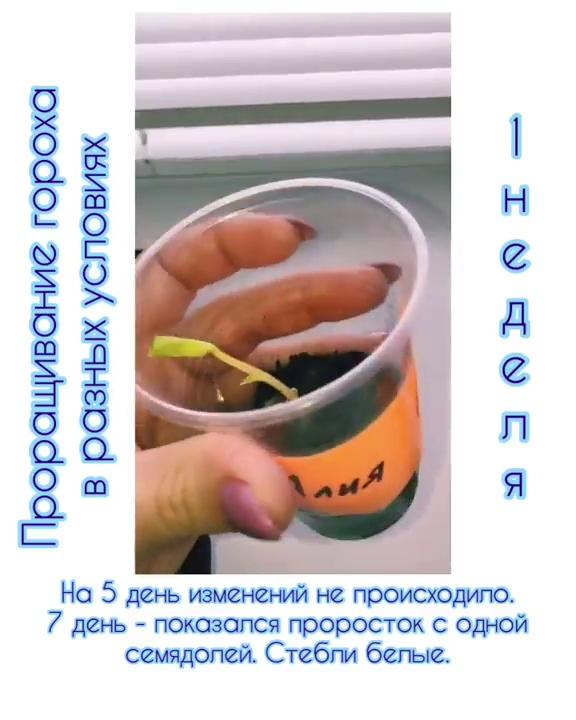 Проращивание гороха
в разных условиях
1 неделя
Алия
На 5 день изменений не происходило.
7 день - показался проросток с одной
семядолей. Стебли белые.